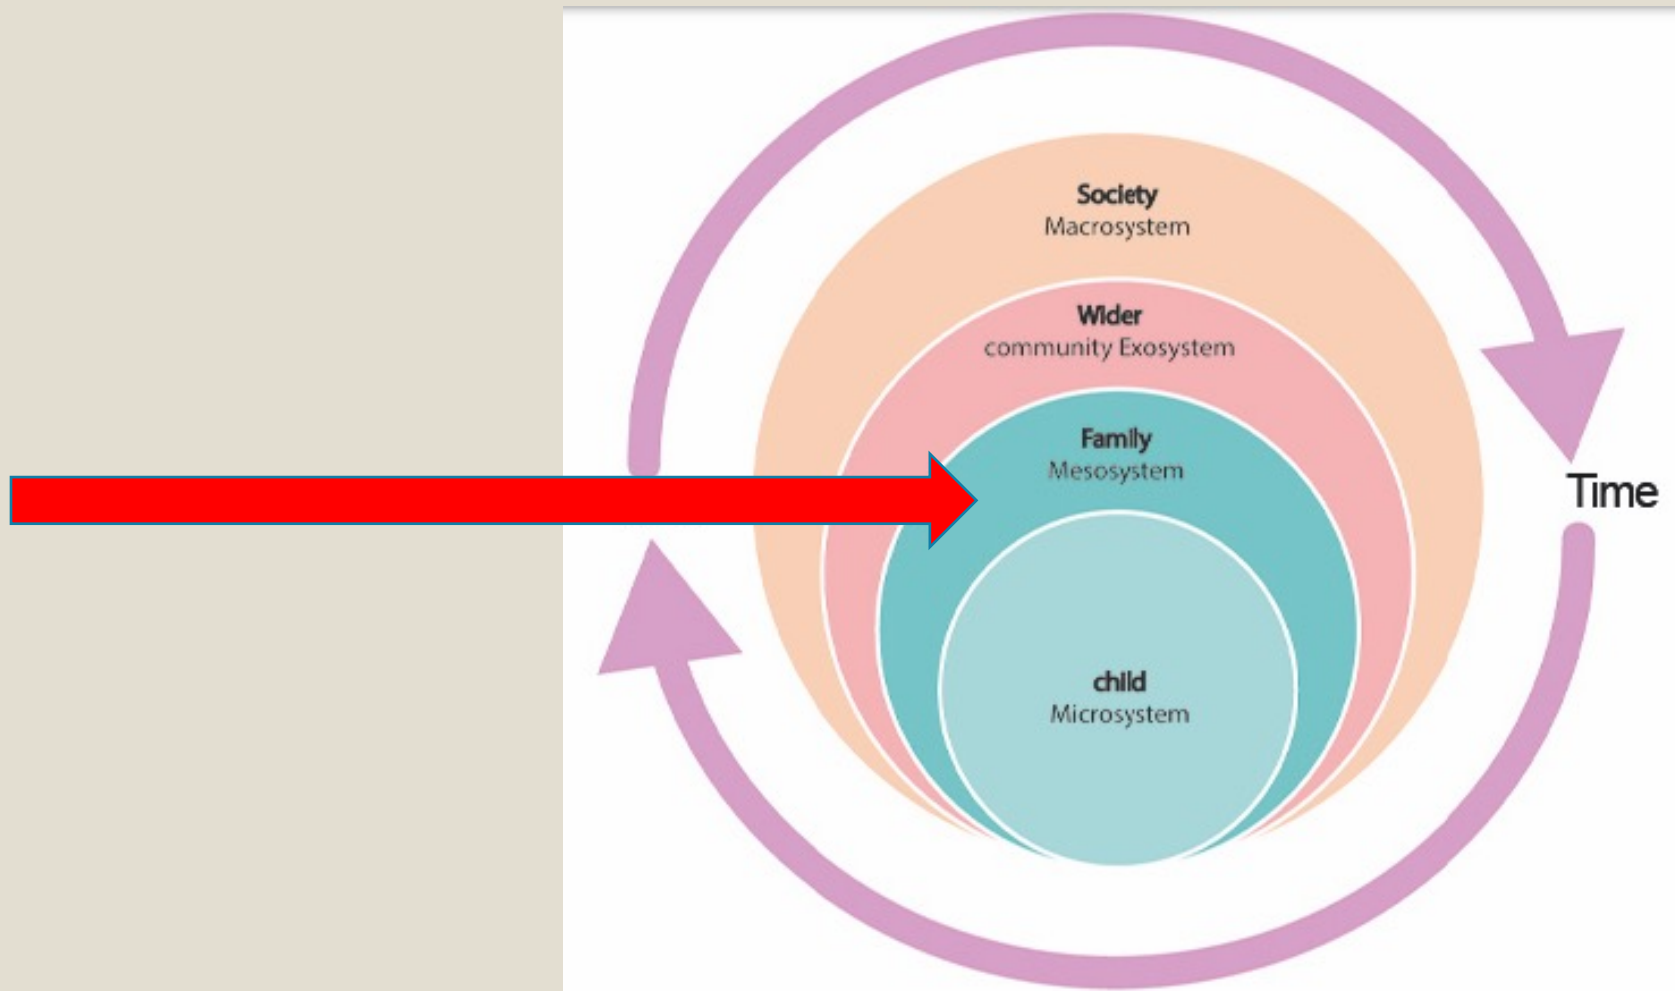 Society
Macrosystem
Wider
community Exosystem
Family
Mesosystem
Time
child
Microsystem